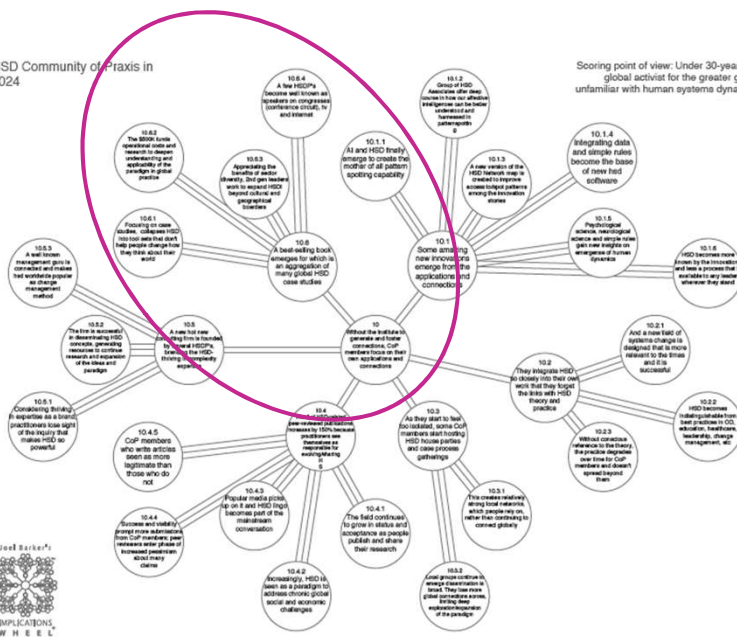 SD Community of Praxis in
024
Scoring point of view: Under 30-year
global activist for the greater g
unfamiliar with human systems dyna
10.6.4
A few HSDP's
become well known as
speakers on congresses
(conference circuit), tv
and internet
10.1.2
Group of HSD
Associates offer deep
course in how our affective
intelligences can be better
understood and
harnessed in
patternspottin
g
10.6.2
The $500K funds
operational costs and
research to deepen
understanding and
applicability of the
paradigm in global
practice
10.6.3
Appreciating the
benefits of sector
diversity, 2nd gen leaders
work to expand HSDI
beyond cultural and
geographical
boarders
10.1.1
AI and HSD finally
emerge to create the
mother of all pattern
spotting capability
10.1.3
A new version of the
HSD Network map is
created to improve
access to/spot patterns
among the innovation
stories
10.1.4
Integrating data
and simple rules
become the base
of new hsd
software
10.6.1
Focusing on case
studies, collapses HSD
into tool sets that don't
help people change how
they think about their
world
10.6
A best-selling book
emerges for which is
an aggregation of
many global HSD
case studies
10.1
Some amazing
new innovations
emerge from the
applications and
connections
10.1.5
Psychological
science, neurological
science and simple rules
gain new insights on
emergence of human
dynamics
10.1.6
HSD becomes more
known by the innovation
and less a process that
available to any leader
wherever they stand
10.5.3
A well known
management guru is
connected and makes
HSD worldwide popular
as change
management
method
10.5.2
The firm is successful
in disseminating HSD
concepts, generating
resources to continue
research and expansion
of the ideas and
paradigm
10.5
A new hot new
consulting firm is founded
by several HSDP's,
branding the HSD-
thriving in complexity
expertise
10
Without the Institute to
generate and foster
connections, CoP
members focus on their
own applications and
connections
10.2
They integrate HSD
so closely into their own
work that they forget
the links with HSD
theory and
practice
10.2.1
And a new field of
systems change is
designed that is more
relevant to the times
and it is
successful
10.5.1
Considering thriving
in expertise as a brand,
practitioners lose sight
of the inquiry that
makes HSD so
powerful
10.4.5
CoP members
who write articles
seen as more
legitimate than
those who do
not
10.4
peer-reviewed publications
increases by 150% because
practitioners see
themselves as
responsible for
evolving/sharing
10.3
As they start to feel
too isolated, some CoP
members start hosting
HSD house parties
and case process
gatherings
10.2.2
HSD becomes
indistinguishable from
best practices in OD,
education, healthcare,
leadership, change
management, etc
10.2.3
Without conscious
reference to the theory,
the practice degrades
over time for CoP
members and doesn't
spread beyond
them
10.4.4
Success and visibility
prompt more submissions
from CoP members; peer
reviewers enter phase of
increased pessimism
about many
claims
10.4.3
Popular media picks
up on it and HSD lingo
becomes part of the
mainstream
conversation
10.4.1
The field continues
to grow in status and
acceptance as people
publish and share
their research
10.3.1
This creates relatively
strong local networks,
which people rely on,
rather than continuing to
connect globally
10.4.2
Increasingly, HSD is
seen as a paradigm to
address chronic global
social and economic
challenges
10.3.2
Local groups continue
emerge dissemination is
broad. They lose more
global connections across,
limiting deep
exploration/expansion
of the paradigm
Joel Barker's
IMPLICATIONS
WHEEL